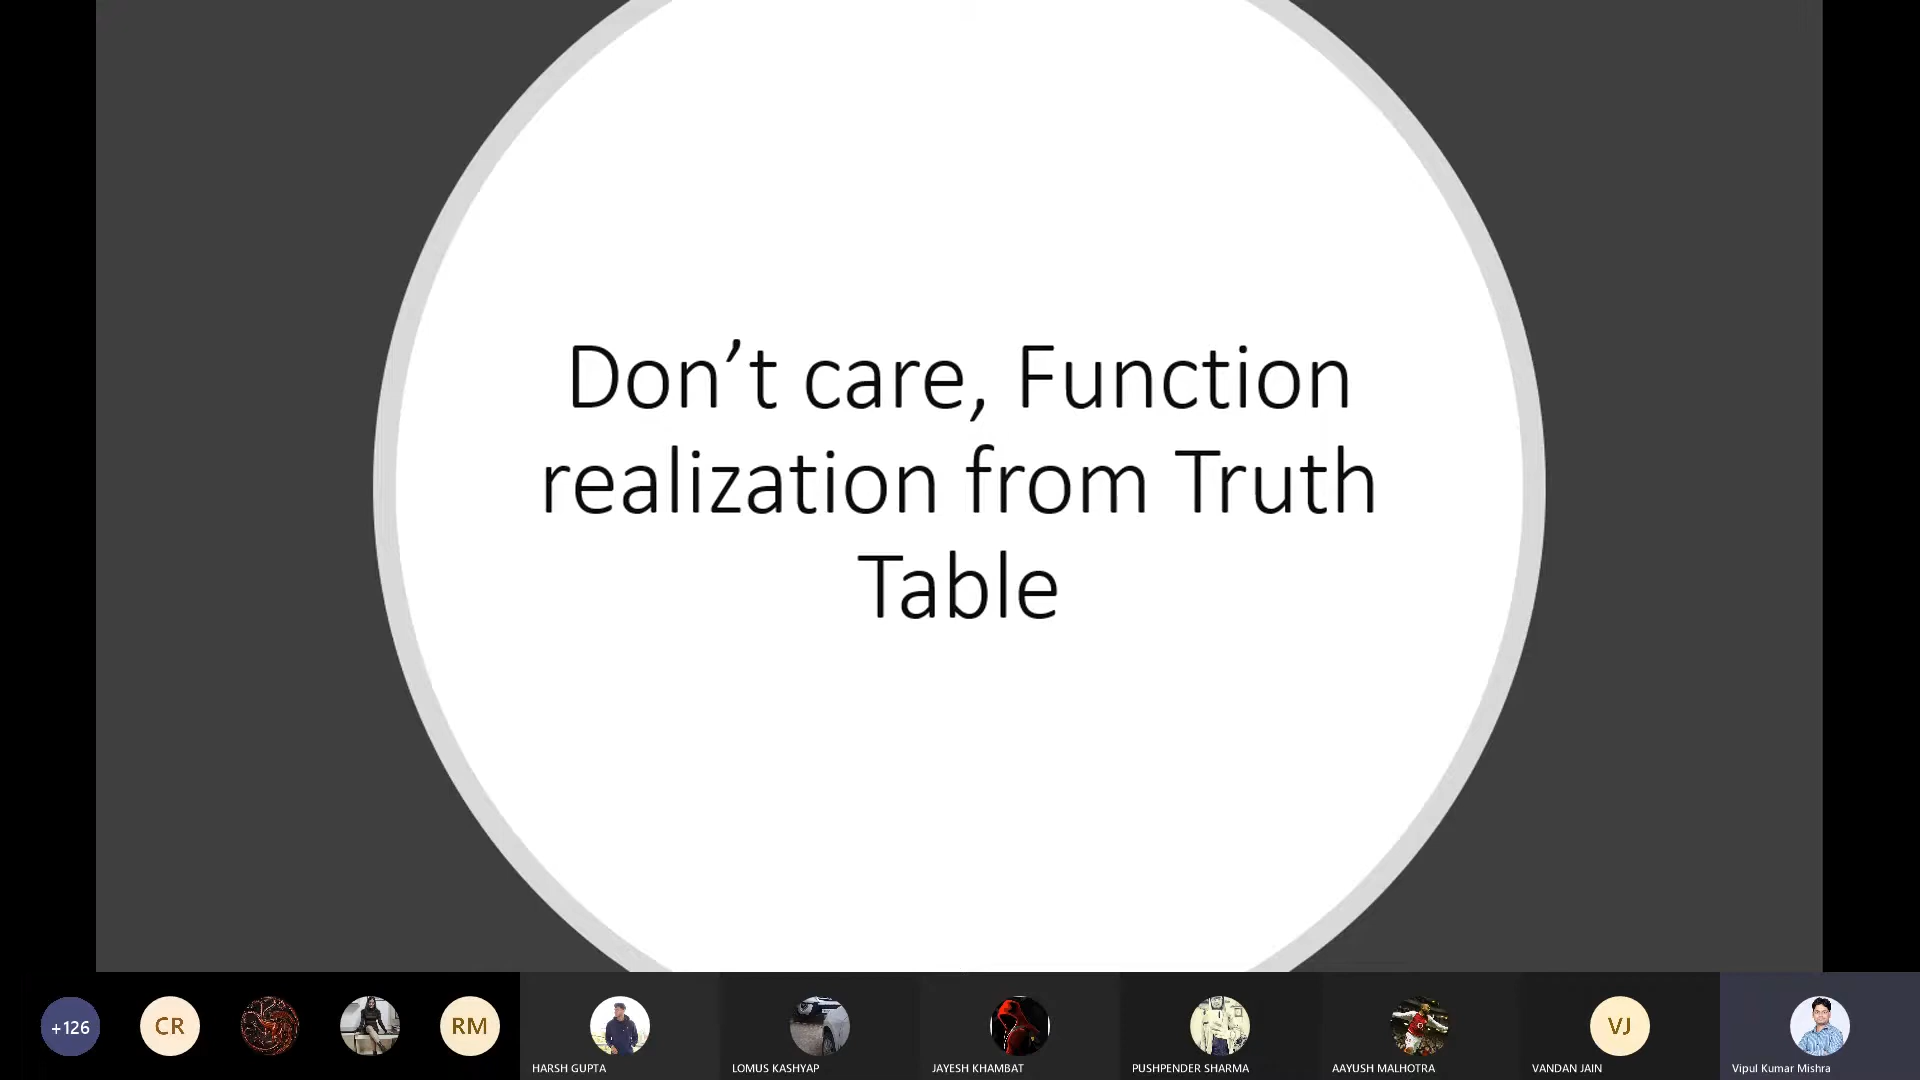 Don’t care, Function
realization from Truth
Table
+126
CR
RM
HARSH GUPTA
LOMUS KASHYAP
JAYESH KHAMBAT
PUSHPENDER SHARMA
AAYUSH MALHOTRA
VJ
VANDAN JAIN
Vipul Kumar Mishra